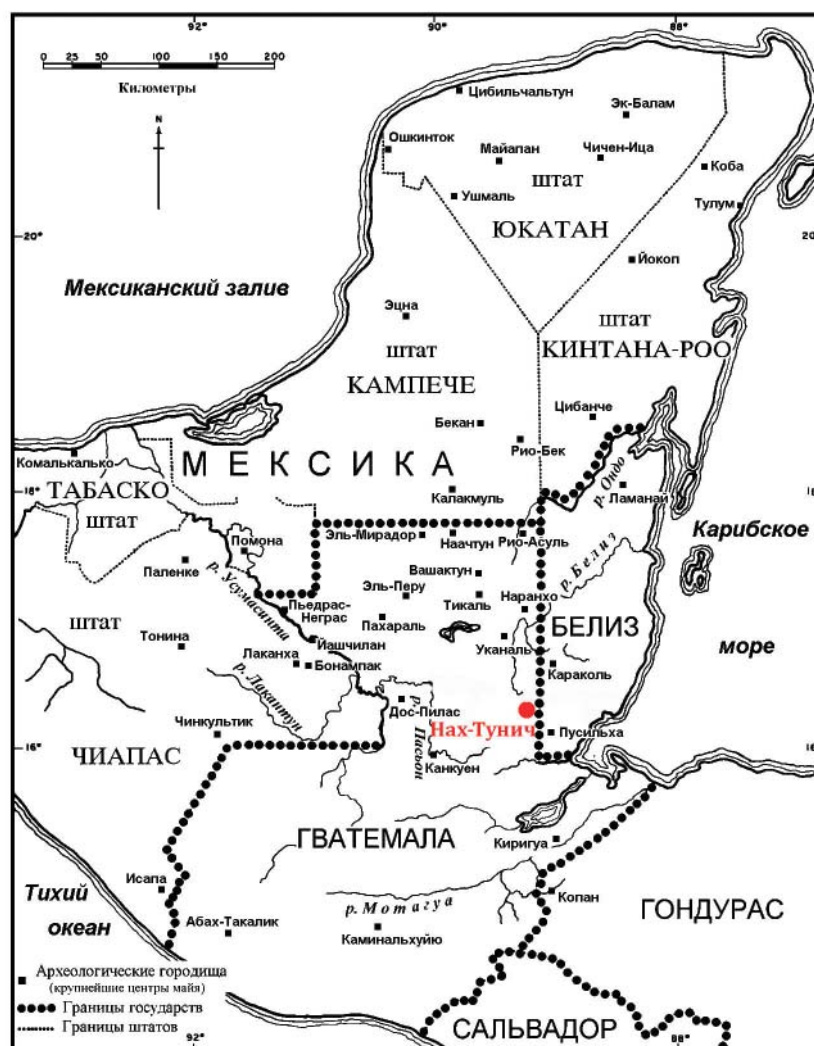 92°
90°
88°
0 25 50 100 150 200
Километры
N
Цибильчальтун
Эк-Балам
Ошкинток
Майапан
Чичен-Ица
Коба
штат
Ушмаль
Тулум
ЮКАТАН
20°
20
Йокоп
Мексиканский залив
Эцна
штат
штат
КИНТАНА-РОО
КАМПЕЧЕ
Цибанче
Бекан
Рио-Бек
Комалькалько
МЕКСИКА
р. Ондо
ТАБАСКО
18°
18
Калакмуль
Ламанай
штат
Карибское
Помона
Эль-Мирадор
Наачтун
Рио-Асуль
Паленке
р. Усумасинта
Вашактун
р. Белиз
Эль-Перу
Тикаль
Наранхо
Пьедрас-
Неграс
Пахараль
БЕЛИЗ
штат
Тонина
Йашчилан
Уканаль
море
Лаканха
Бонампак
Караколь
р. Лакантун
Дос-Пилас
р. Пасьон
Нах-Тунич
Чинкультик
Пусильха
16°
16°
ЧИАПАС
Канкуен
ГВАТЕМАЛА
Киригуа
Исапа
Тихий
океан
Копан
р. Мотагуа
ГОНДУРАС
Абах-Такалик
Каминальхуйю
Археологические городища
(крупнейшие центры майя)
Границы государств
Границы штатов
САЛЬВАДОР
92°
88°